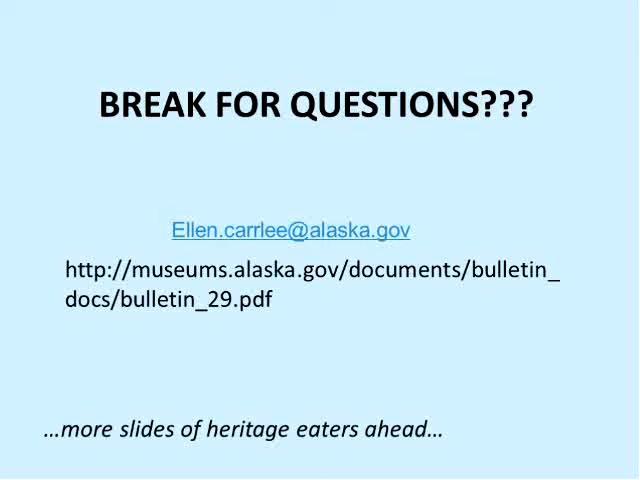 BREAK FOR QUESTIONS???
Ellen.carrlee@alaska.gov
http://museums.alaska.gov/documents/bulletin_
docs/bulletin_29.pdf
…more slides of heritage eaters ahead…